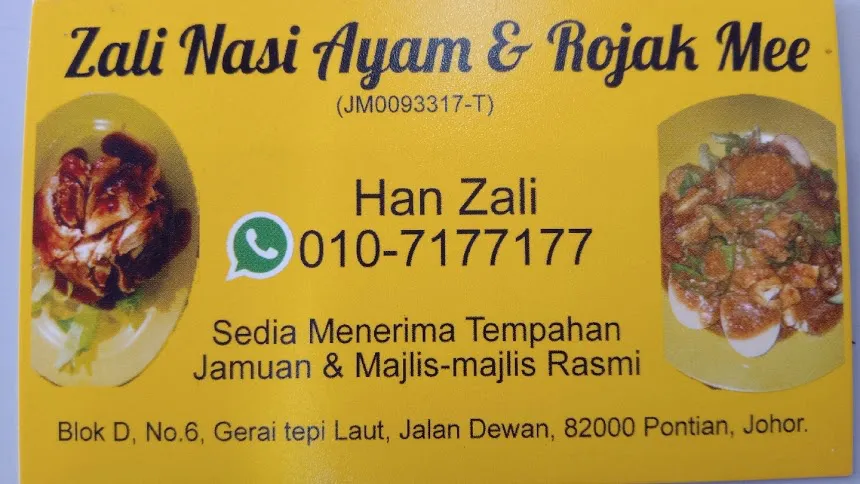 Zali Nasi Ayam & Rojak Mee
(JM0093317-T)
Han Zali
010-7177177
Sedia Menerima Tempahan
Jamuan & Majlis-majlis Rasmi
Blok D, No.6, Gerai tepi Laut, Jalan Dewan, 82000 Pontian, Johor.